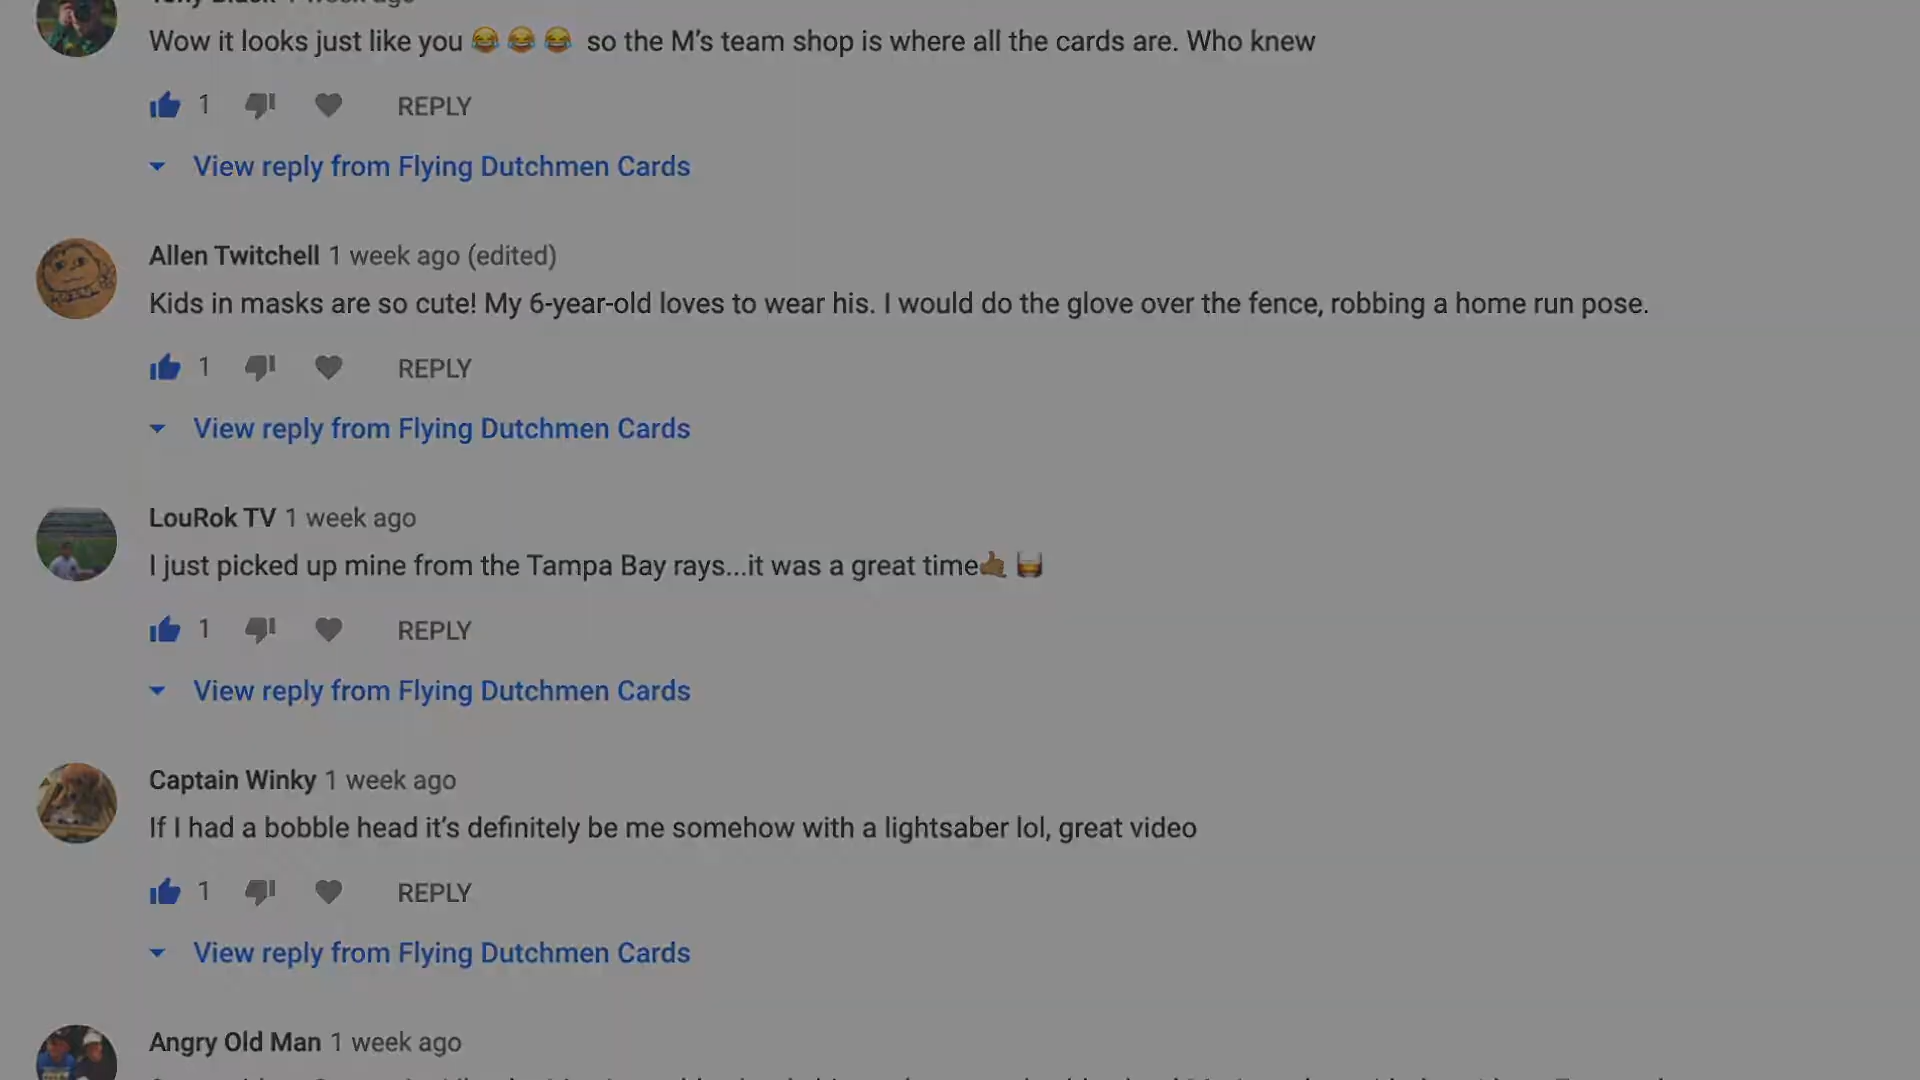 Wow it looks just like you 😂 😂 😂 so the M's team shop is where all the cards are. Who knew
1 REPLY
View reply from Flying Dutchmen Cards
Allen Twitchell 1 week ago (edited)
Kids in masks are so cute! My 6-year-old loves to wear his. I would do the glove over the fence, robbing a home run pose.
1 REPLY
View reply from Flying Dutchmen Cards
LouRok TV 1 week ago
I just picked up mine from the Tampa Bay rays...it was a great time🤙🥃
1 REPLY
View reply from Flying Dutchmen Cards
Captain Winky 1 week ago
If I had a bobble head it's definitely be me somehow with a lightsaber lol, great video
1 REPLY
View reply from Flying Dutchmen Cards
Angry Old Man 1 week ago